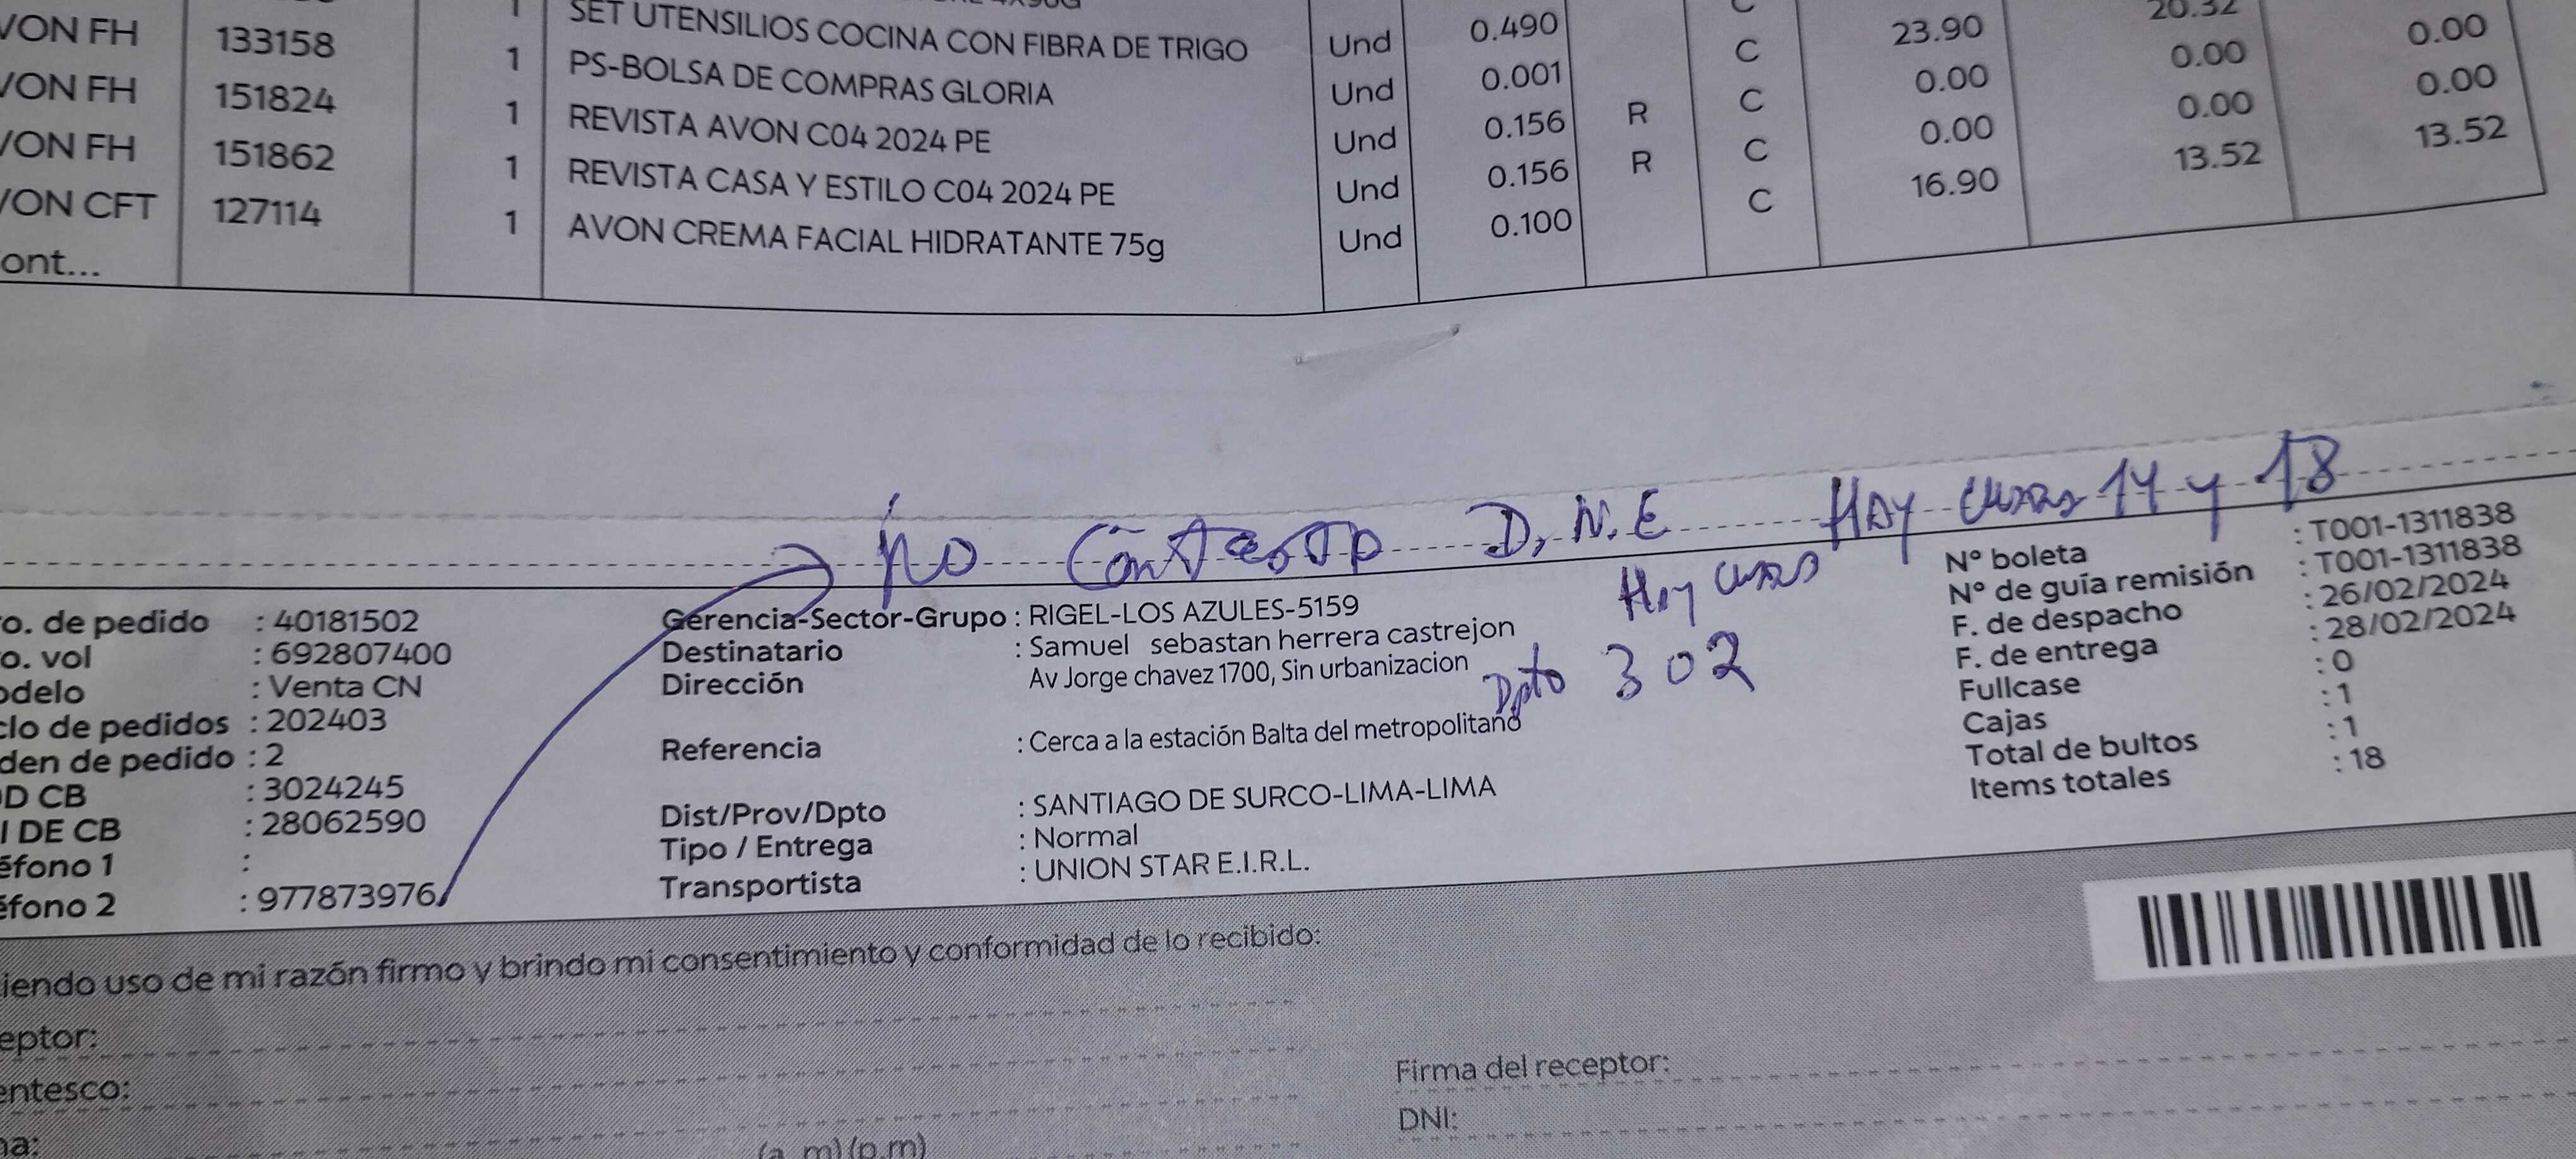 VON FH 133158 1 SET UTENSILIOS COCINA CON FIBRA DE TRIGO Und 0.490 C 23.90 20.32
VON FH 151824 1 PS-BOLSA DE COMPRAS GLORIA Und 0.001 C 0.00 0.00 0.00
VON FH 151862 1 REVISTA AVON C04 2024 PE Und 0.156 R C 0.00 0.00 0.00
VON CFT 127114 1 REVISTA CASA Y ESTILO C04 2024 PE Und 0.156 R C 16.90 13.52 13.52
ont... 1 AVON CREMA FACIAL HIDRATANTE 75g Und 0.100 C
No Contesto D.N.E Hay casas 14 y 18
Hay casas
Dpto 302
o. de pedido : 40181502
o. vol : 692807400
odelo : Venta CN
clo de pedidos : 202403
den de pedido : 2
D CB : 3024245
I DE CB : 28062590
éfono 1 :
éfono 2 : 977873976
Gerencia-Sector-Grupo : RIGEL-LOS AZULES-5159
Destinatario : Samuel sebastan herrera castrejon
Dirección Av Jorge chavez 1700, Sin urbanizacion
Referencia : Cerca a la estación Balta del metropolitano
Dist/Prov/Dpto : SANTIAGO DE SURCO-LIMA-LIMA
Tipo / Entrega : Normal
Transportista : UNION STAR E.I.R.L.
N° boleta : T001-1311838
N° de guía remisión : T001-1311838
F. de despacho : 26/02/2024
F. de entrega : 28/02/2024
Fullcase : 0
Cajas : 1
Total de bultos : 1
Items totales : 18
iendo uso de mi razón firmo y brindo mi consentimiento y conformidad de lo recibido:
eptor:
entesco:
na:
(a. m) (p.m)
Firma del receptor:
DNI: